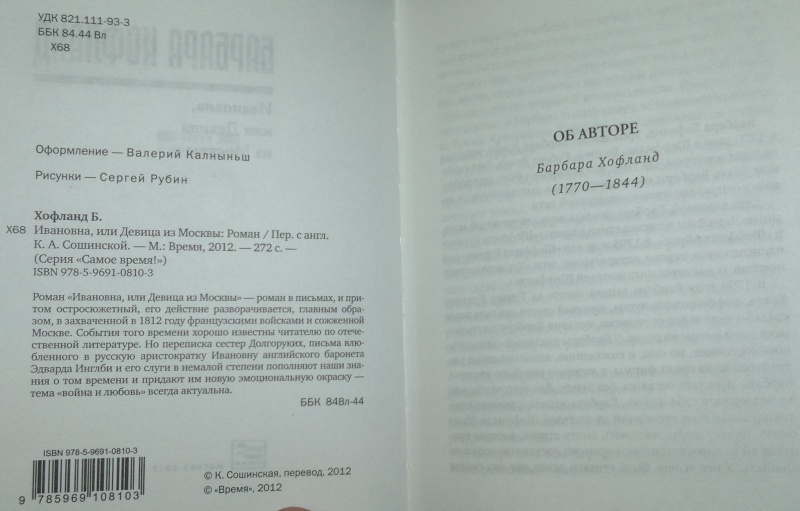 УДК 821.111-93-3
ББК 84.44 Вл
Х68
Оформление — Валерий Калныньш
Рисунки — Сергей Рубин
Хофланд Б.
Х68 Ивановна, или Девица из Москвы: Роман / Пер. с англ.
К. А. Сошинской. — М.: Время, 2012. — 272 с. —
(Серия «Самое время!»)
ISBN 978-5-9691-0810-3
Роман «Ивановна, или Девица из Москвы» — роман в письмах, и при-
том остросюжетный, его действие разворачивается, главным обра-
зом, в захваченной в 1812 году французскими войсками и сожженной
Москве. События того времени хорошо известны читателю по отече-
ственной литературе. Но переписка сестер Долгоруких, письма влю-
бленного в русскую аристократку Ивановну английского баронета
Эдварда Инглби и его слуги в немалой степени пополняют наши зна-
ния о том времени и придают им новую эмоциональную окраску —
тема «война и любовь» всегда актуальна.
ББК 84Вл-44
ISBN 978-5-9691-0810-3
9 785969 108103
© К. Сошинская, перевод, 2012
© «Время», 2012
ОБ АВТОРЕ
Барбара Хофланд
(1770—1844)